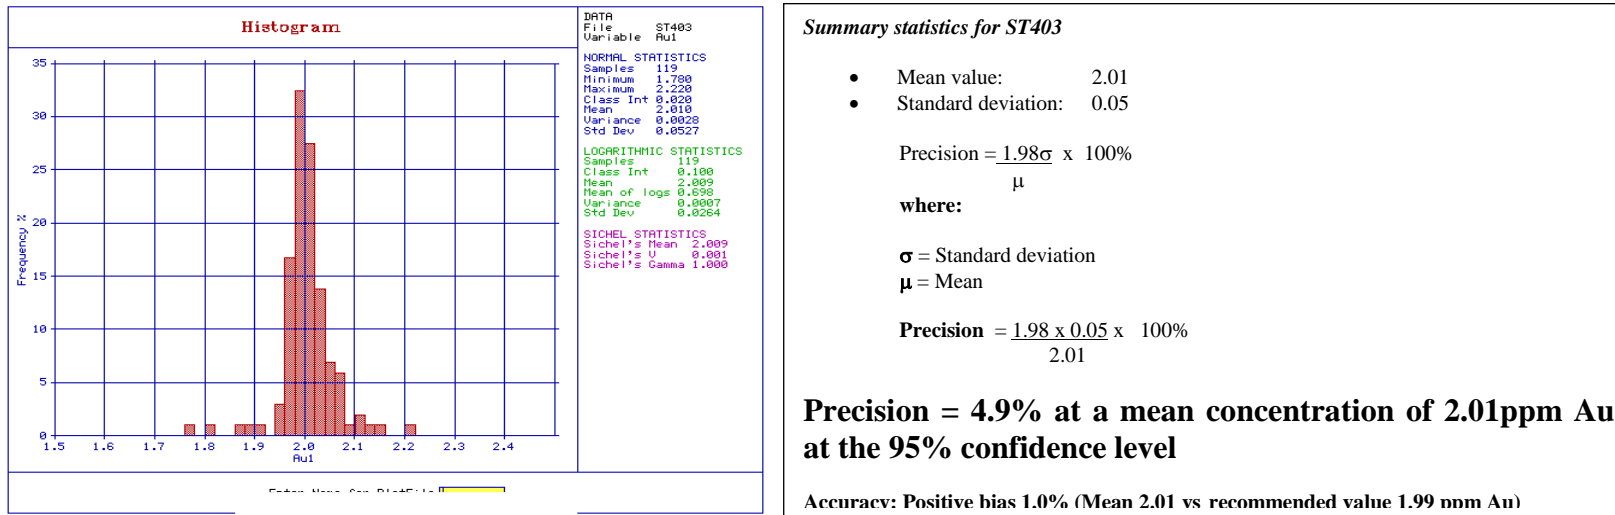 Histogram
35
30
25
20
15
10
5
0
Frequency %
1.5 1.6 1.7 1.8 1.9 2.0 2.1 2.2 2.3 2.4
Au1
DATA
File ST403
Variable Au1
NORMAL STATISTICS
Samples 119
Minimum 1.780
Maximum 2.220
Class Int 0.020
Mean 2.010
Variance 0.0028
Std Dev 0.0527
LOGARITHMIC STATISTICS
Samples 119
Class Int 0.100
Mean 2.009
Mean of logs 0.698
Variance 0.0007
Std Dev 0.0264
SICHEL STATISTICS
Sichel's Mean 2.009
Sichel's V 0.001
Sichel's Gamma 1.000
Enter Name for PlotFile
Summary statistics for ST403
• Mean value: 2.01
• Standard deviation: 0.05
Precision = 1.98σ x 100%
μ
where:
σ = Standard deviation
μ = Mean
Precision = 1.98 x 0.05 x 100%
2.01
Precision = 4.9% at a mean concentration of 2.01ppm Au
at the 95% confidence level
Accuracy: Positive bias 1.0% (Mean 2.01 vs recommended value 1.99 ppm Au)